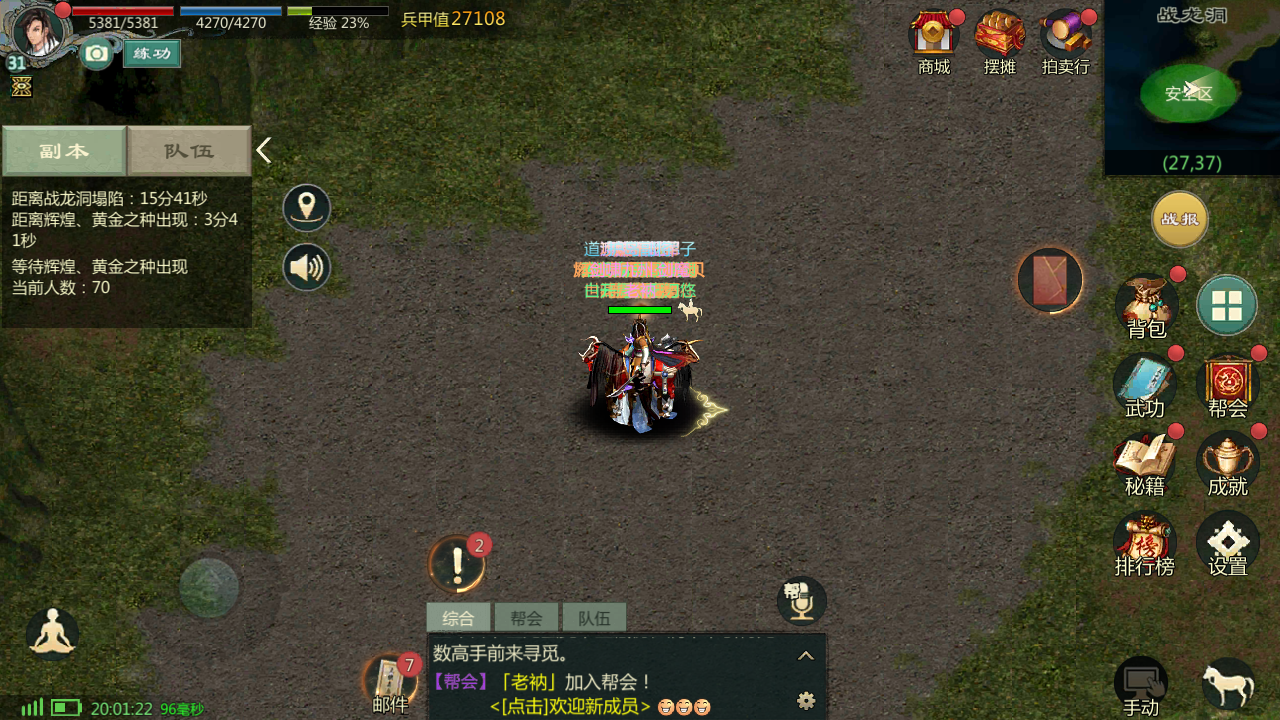 5381/5381
4270/4270
经验 23%
兵甲值27108
31
练功
商城
摆摊
拍卖行
战龙洞
安全区
(27,37)
副本
队伍
距离战龙洞塌陷：15分41秒
距离辉煌、黄金之种出现：3分4
1秒
等待辉煌、黄金之种出现
当前人数：70
战报
背包
武功
帮会
秘籍
成就
排行榜
设置
2
帮
综合
帮会
队伍
数高手前来寻觅。
【帮会】「老衲」加入帮会！
<[点击]欢迎新成员>
7
邮件
手动
20:01:22
96毫秒